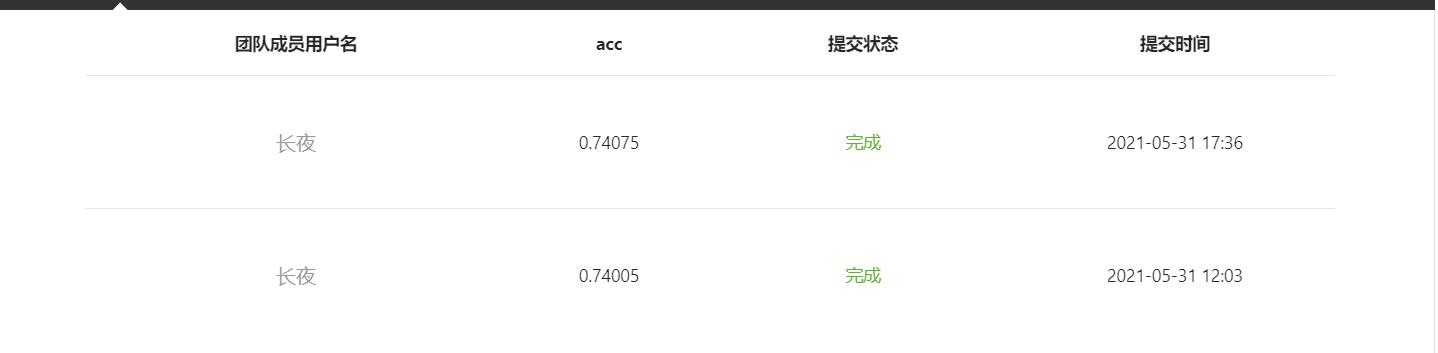 团队成员用户名 acc 提交状态 提交时间
长夜 0.74075 完成 2021-05-31 17:36
长夜 0.74005 完成 2021-05-31 12:03